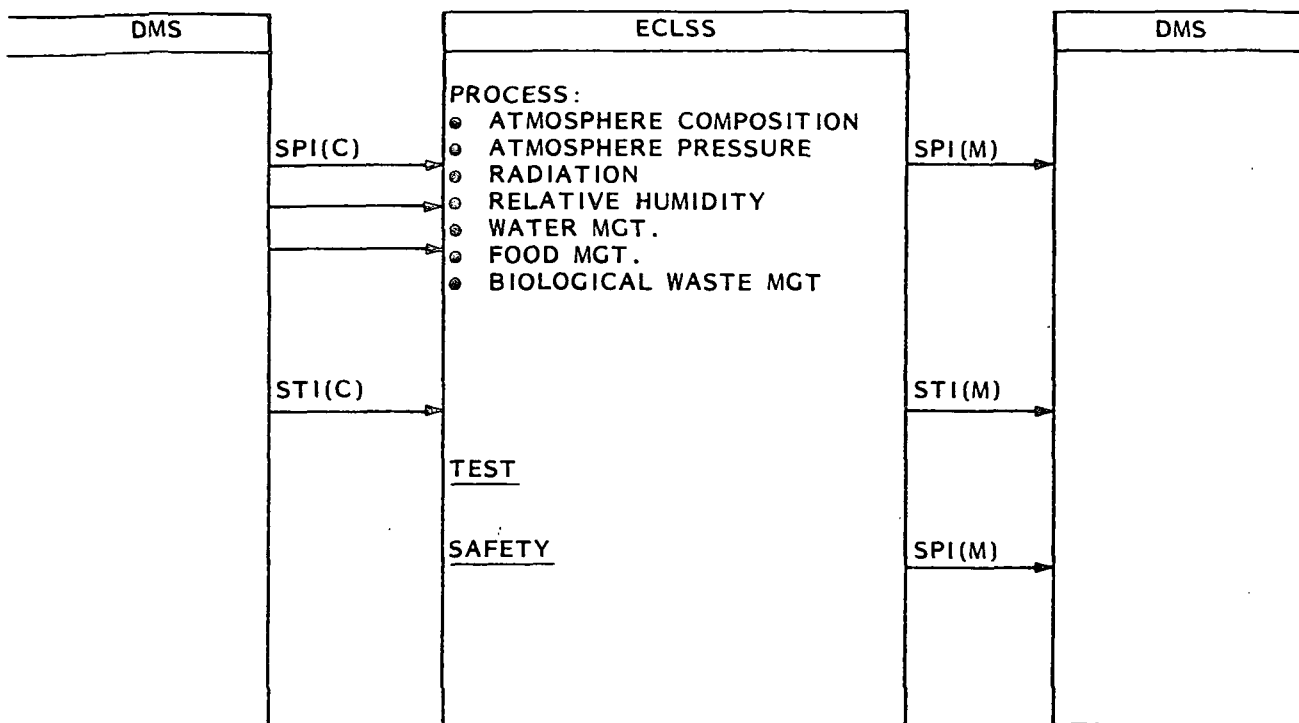 DMS
ECLSS
DMS
PROCESS:
● ATMOSPHERE COMPOSITION
● ATMOSPHERE PRESSURE
● RADIATION
● RELATIVE HUMIDITY
● WATER MGT.
● FOOD MGT.
● BIOLOGICAL WASTE MGT
SPI(C)
SPI(M)
STI(C)
STI(M)
TEST
SAFETY
SPI(M)